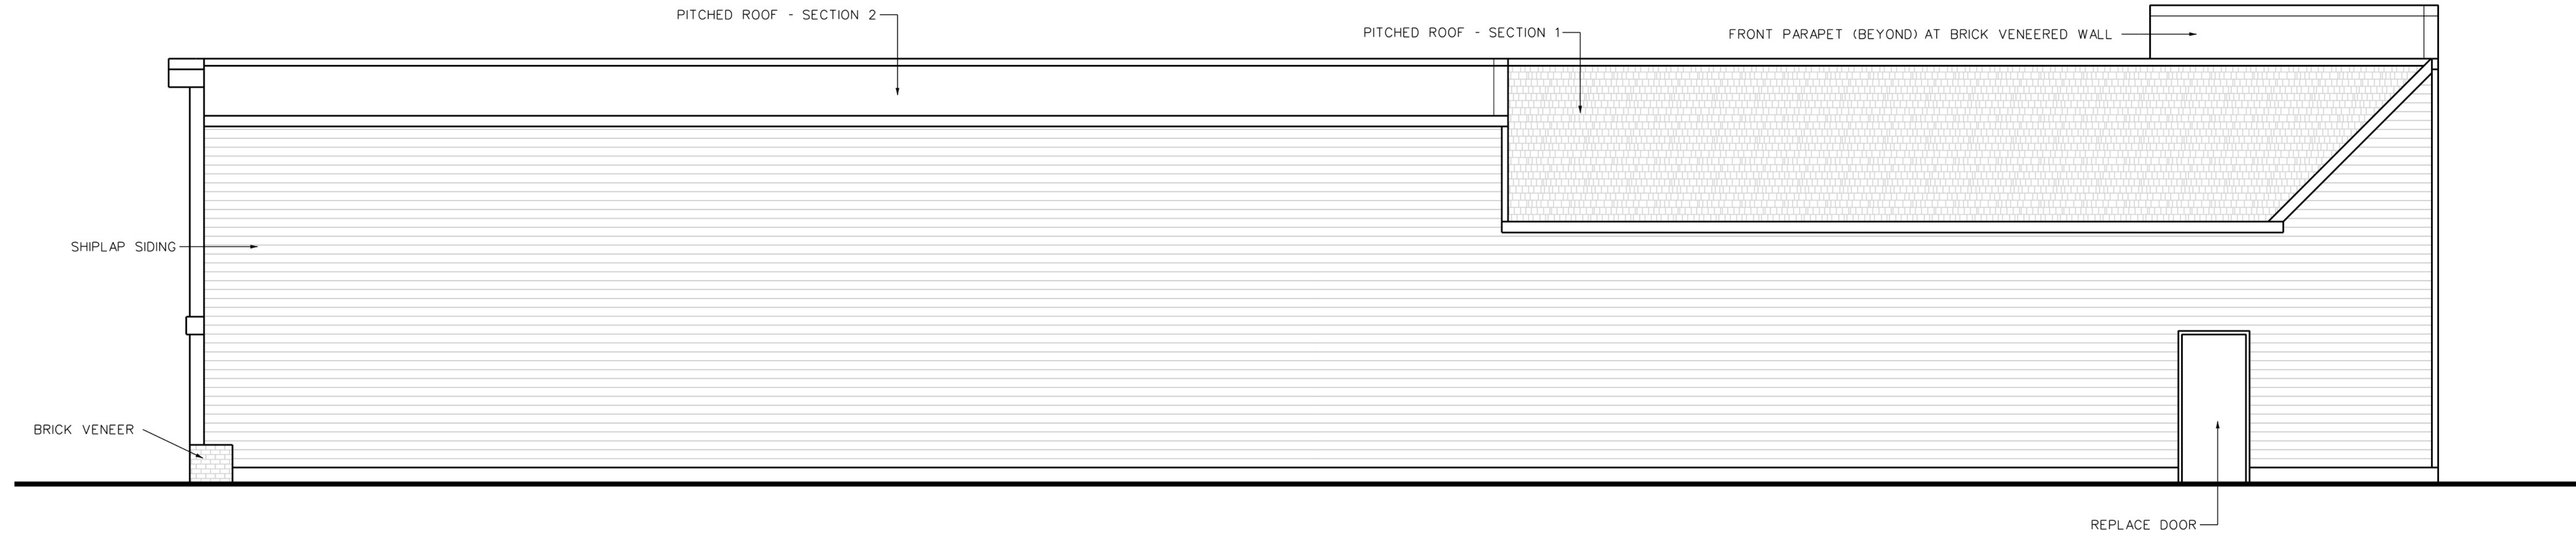 PITCHED ROOF - SECTION 2
PITCHED ROOF - SECTION 1
FRONT PARAPET (BEYOND) AT BRICK VENEERED WALL
SHIPLAP SIDING
BRICK VENEER
REPLACE DOOR